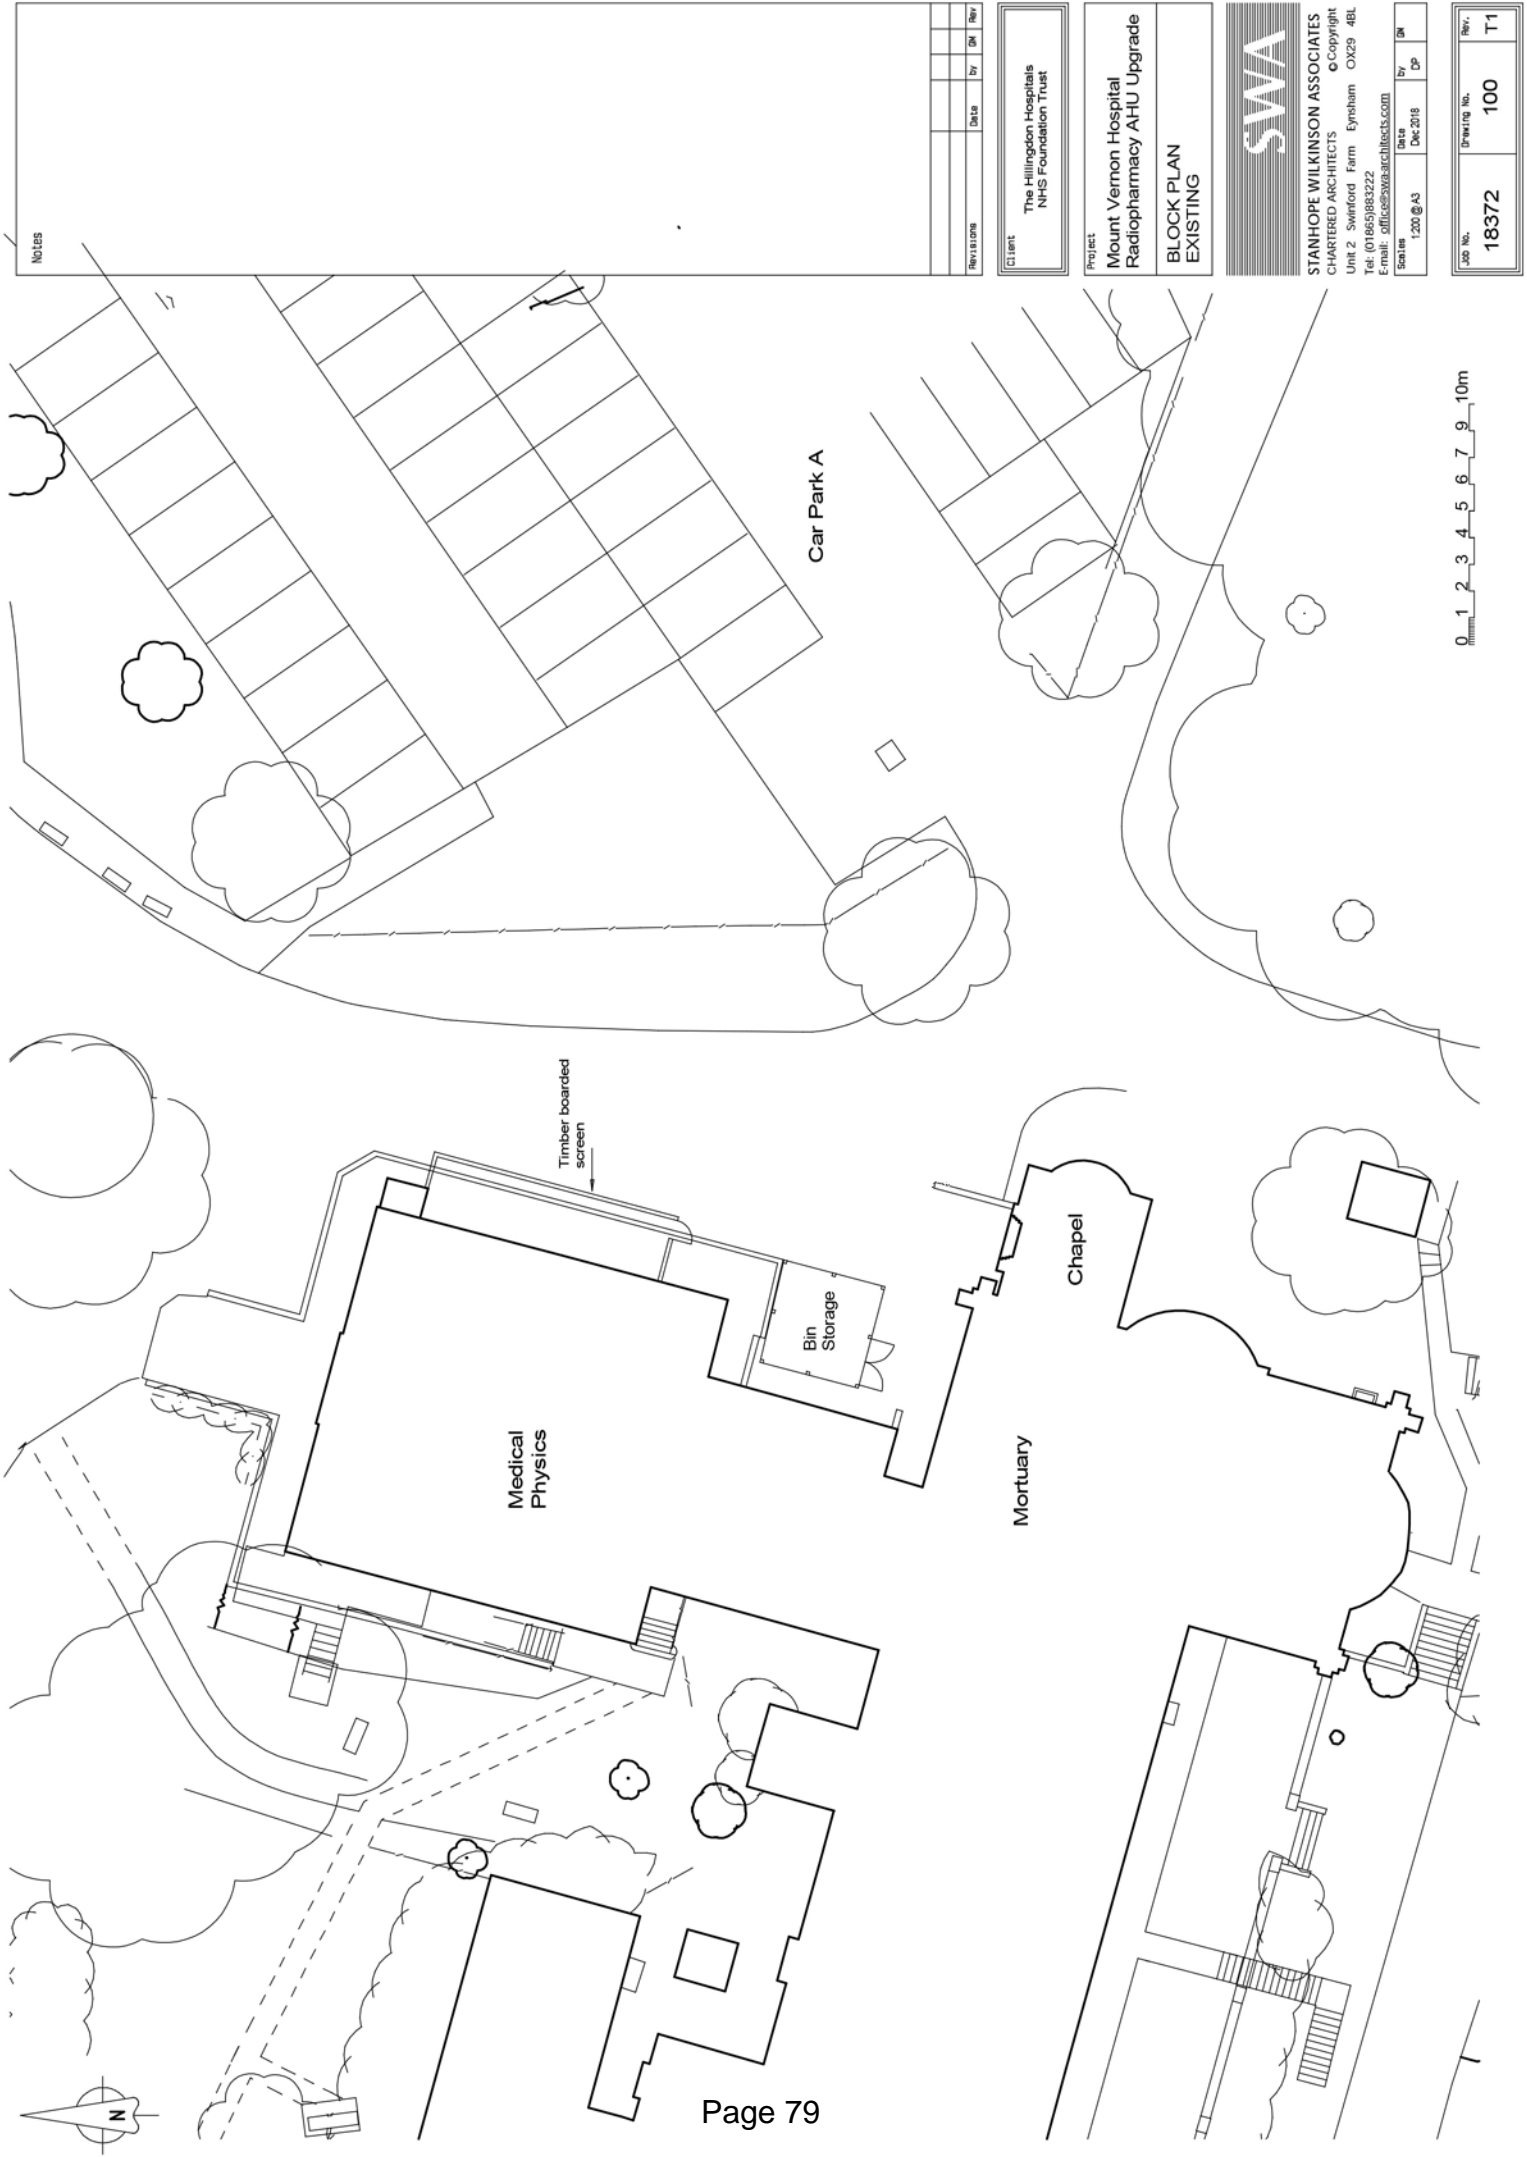 Notes
Revisions Date by GM Rev
Client
The Hillingdon Hospitals
NHS Foundation Trust
Project
Mount Vernon Hospital
Radiopharmacy AHU Upgrade
BLOCK PLAN
EXISTING
SWA
STANHOPE WILKINSON ASSOCIATES
CHARTERED ARCHITECTS © Copyright
Unit 2 Swinford Farm Eynsham OX29 4BL
Tel: (01865)883222
E-mail: office@swa-architects.com
Scales Date by GM
1:200 @ A3 Dec 2018 DP
Job No. Drawing No. Rev.
18372 100 T1
Car Park A
0 1 2 3 4 5 6 7 9 10m
Timber boarded
screen
Bin
Storage
Chapel
Medical
Physics
Mortuary
N
Page 79